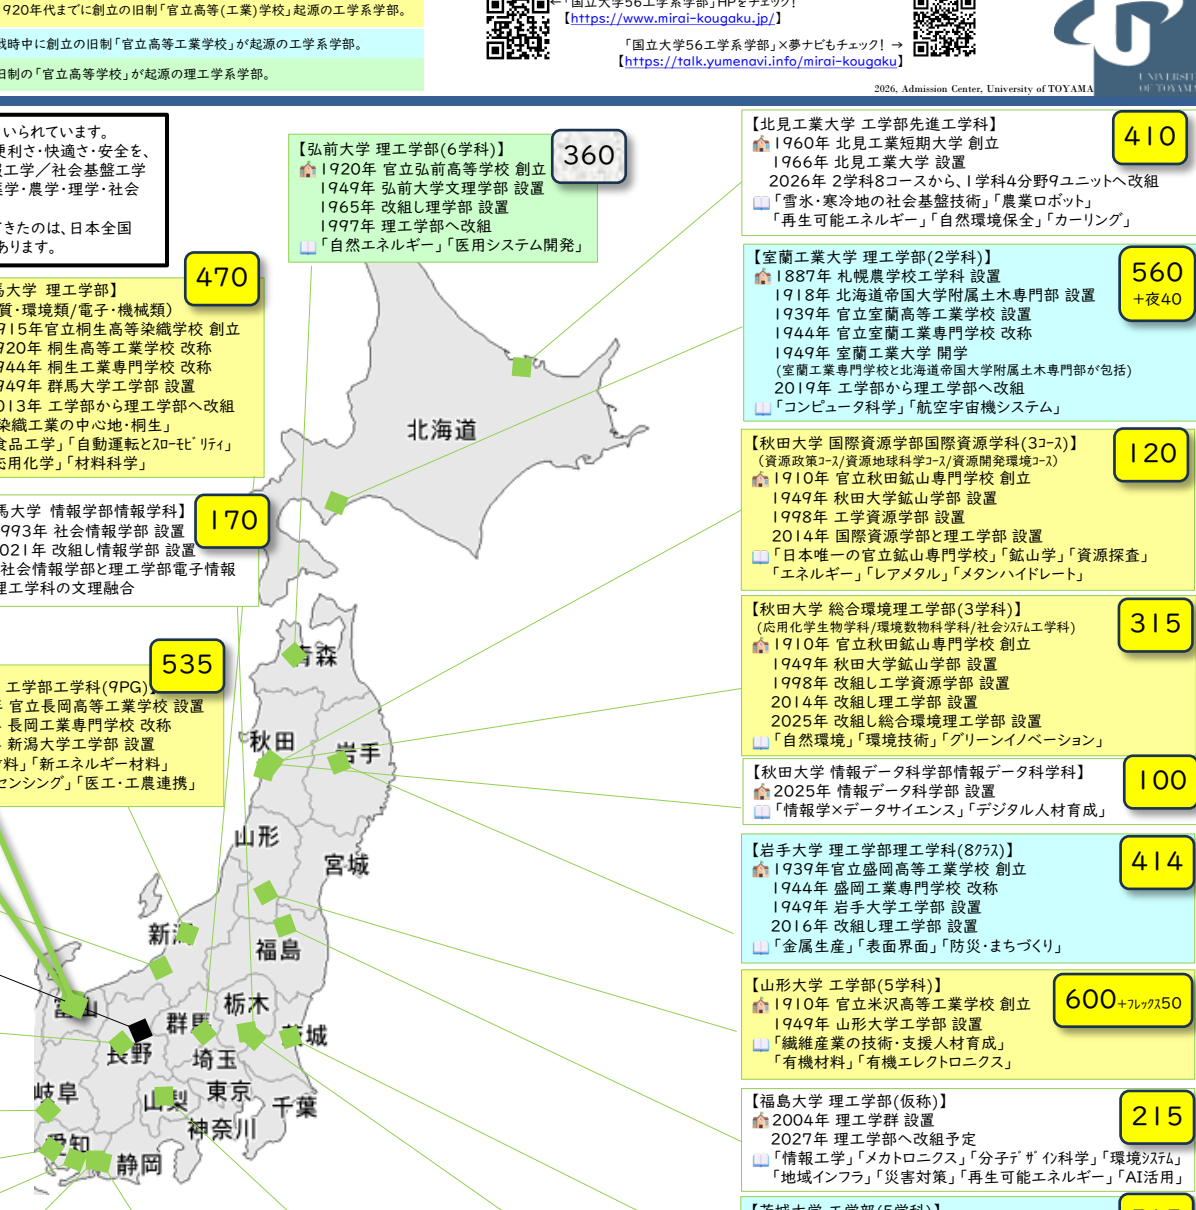 920年代までに創立の旧制「官立高等(工業)学校」起源の工学系学部。
戦時中に創立の旧制「官立高等工業学校」が起源の工学系学部。
旧制の「官立高等学校」が起源の理工学系学部。
←「国立大学56工学系学部」HPをチェック!
【https://www.mirai-kougaku.jp/】
「国立大学56工学系学部」×夢ナビもチェック! →
【https://talk.yumenavi.info/mirai-kougaku】
2026, Admission Center, University of TOYAMA
UNIVERSIT
OF TOYAMA
いられています。
便利さ・快適さ・安全を、
報工学/社会基盤工学
薬学・農学・理学・社会
てきたのは、日本全国
あります。
【弘前大学 理工学部(6学科)】
360
1920年 官立弘前高等学校 創立
1949年 弘前大学文理学部 設置
1965年 改組し理学部 設置
1997年 理工学部へ改組
「自然エネルギー」「医用システム開発」
470
馬大学 理工学部】
質・環境類/電子・機械類)
915年官立桐生高等染織学校 創立
920年 桐生高等工業学校 改称
944年 桐生工業専門学校 改称
949年 群馬大学工学部 設置
013年 工学部から理工学部へ改組
染織工業の中心地・桐生」
食品工学」「自動運転とスローモビリティ」
応用化学」「材料科学」
馬大学 情報学部情報学科】
170
993年 社会情報学部 設置
021年 改組し情報学部 設置
社会情報学部と理工学部電子情報
理工学科の文理融合
535
工学部工学科(9PG)】
官立長岡高等工業学校 設置
長岡工業専門学校 改称
新潟大学工学部 設置
材料」「新エネルギー材料」
センシング」「医工・工農連携」
北海道
青森
秋田
岩手
山形
宮城
新潟
福島
富山
栃木
群馬
茨城
長野
埼玉
岐阜
山梨
東京
千葉
神奈川
愛知
静岡
【北見工業大学 工学部先進工学科】
410
1960年 北見工業短期大学 創立
1966年 北見工業大学 設置
2026年 2学科8コースから、1学科4分野9ユニットへ改組
「雪氷・寒冷地の社会基盤技術」「農業ロボット」
「再生可能エネルギー」「自然環境保全」「カーリング」
【室蘭工業大学 理工学部(2学科)】
560
+夜40
1887年 札幌農学校工学科 設置
1918年 北海道帝国大学附属土木専門部 設置
1939年 官立室蘭高等工業学校 設置
1944年 官立室蘭工業専門学校 改称
1949年 室蘭工業大学 開学
(室蘭工業専門学校と北海道帝国大学附属土木専門部が包括)
2019年 工学部から理工学部へ改組
「コンピュータ科学」「航空宇宙機システム」
【秋田大学 国際資源学部国際資源学科(3コース)】
120
(資源政策コース/資源地球科学コース/資源開発環境コース)
1910年 官立秋田鉱山専門学校 創立
1949年 秋田大学鉱山学部 設置
1998年 工学資源学部 設置
2014年 国際資源学部と理工学部 設置
「日本唯一の官立鉱山専門学校」「鉱山学」「資源探査」
「エネルギー」「レアメタル」「メタンハイドレート」
【秋田大学 総合環境理工学部(3学科)】
315
(応用化学生物学科/環境数物科学科/社会システム工学科)
1910年 官立秋田鉱山専門学校 創立
1949年 秋田大学鉱山学部 設置
1998年 改組し工学資源学部 設置
2014年 改組し理工学部 設置
2025年 改組し総合環境理工学部 設置
「自然環境」「環境技術」「グリーンイノベーション」
【秋田大学 情報データ科学部情報データ科学科】
100
2025年 情報データ科学部 設置
「情報学×データサイエンス」「デジタル人材育成」
【岩手大学 理工学部理工学科(8クラス)】
414
1939年官立盛岡高等工業学校 創立
1944年 盛岡工業専門学校 改称
1949年 岩手大学工学部 設置
2016年 改組し理工学部 設置
「金属生産」「表面界面」「防災・まちづくり」
【山形大学 工学部(5学科)】
600+フレックス50
1910年 官立米沢高等工業学校 創立
1949年 山形大学工学部 設置
「繊維産業の技術・支援人材育成」
「有機材料」「有機エレクトロニクス」
【福島大学 理工学部(仮称)】
215
2004年 理工学群 設置
2027年 理工学部へ改組予定
「情報工学」「メカトロニクス」「分子デザイン科学」「環境システム」
「地域インフラ」「災害対策」「再生可能エネルギー」「AI活用」
【茨城大学 工学部(5学科)】